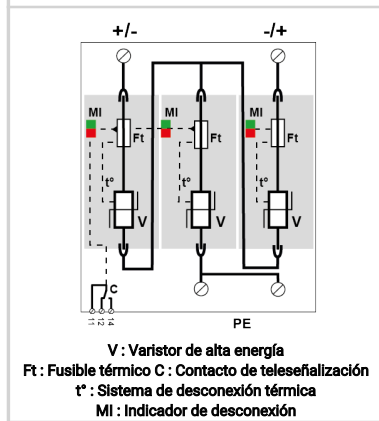 +/- -/+
MI MI MI
Ft Ft Ft
t° t° t°
V V V
C
11 12 14
PE
V : Varistor de alta energía
Ft : Fusible térmico C : Contacto de teleseñalización
t° : Sistema de desconexión térmica
MI : Indicador de desconexión